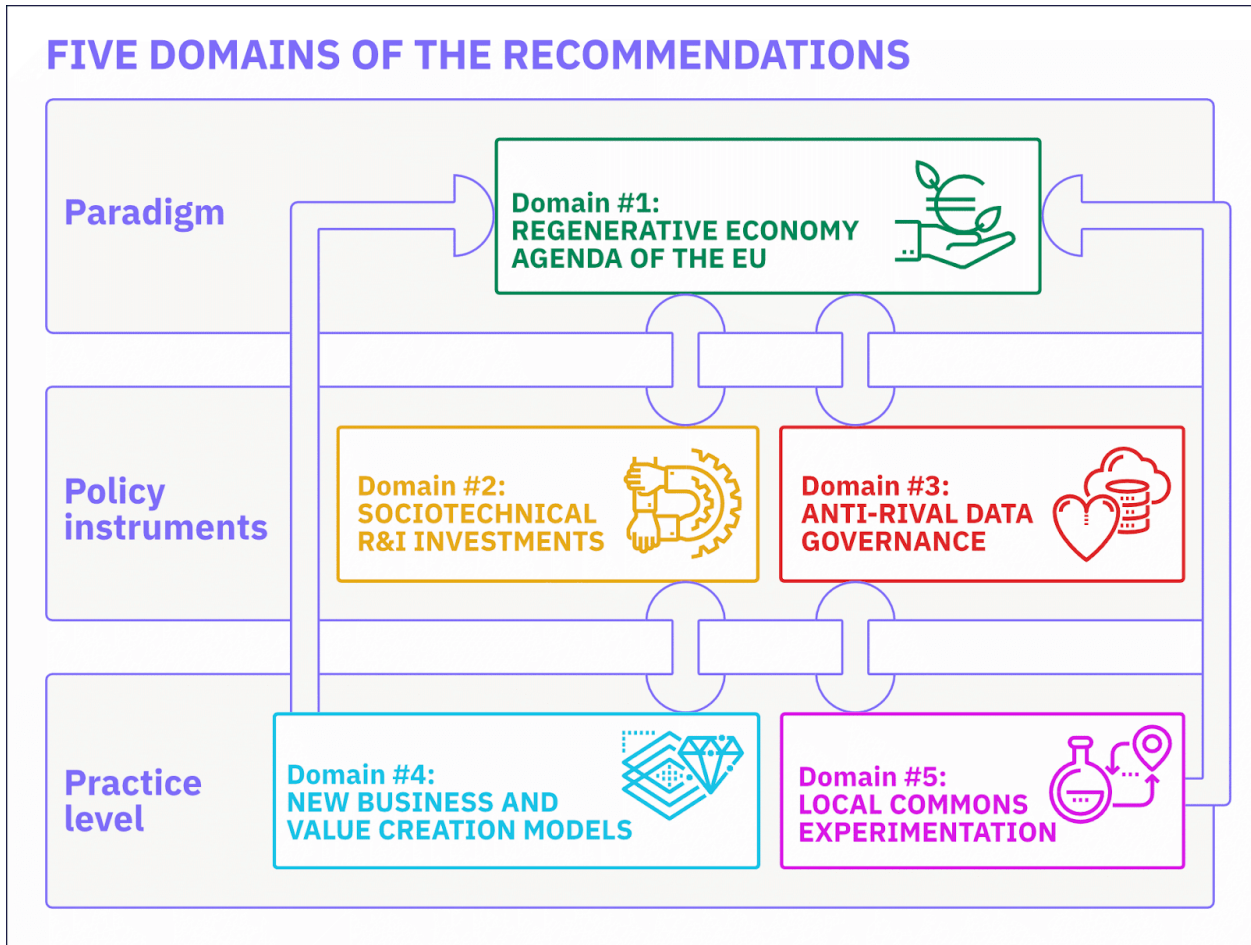 FIVE DOMAINS OF THE RECOMMENDATIONS
Paradigm
Domain #1:
REGENERATIVE ECONOMY
AGENDA OF THE EU
Policy
instruments
Domain #2:
SOCIOTECHNICAL
R&I INVESTMENTS
Domain #3:
ANTI-RIVAL DATA
GOVERNANCE
Practice
level
Domain #4:
NEW BUSINESS AND
VALUE CREATION MODELS
Domain #5:
LOCAL COMMONS
EXPERIMENTATION